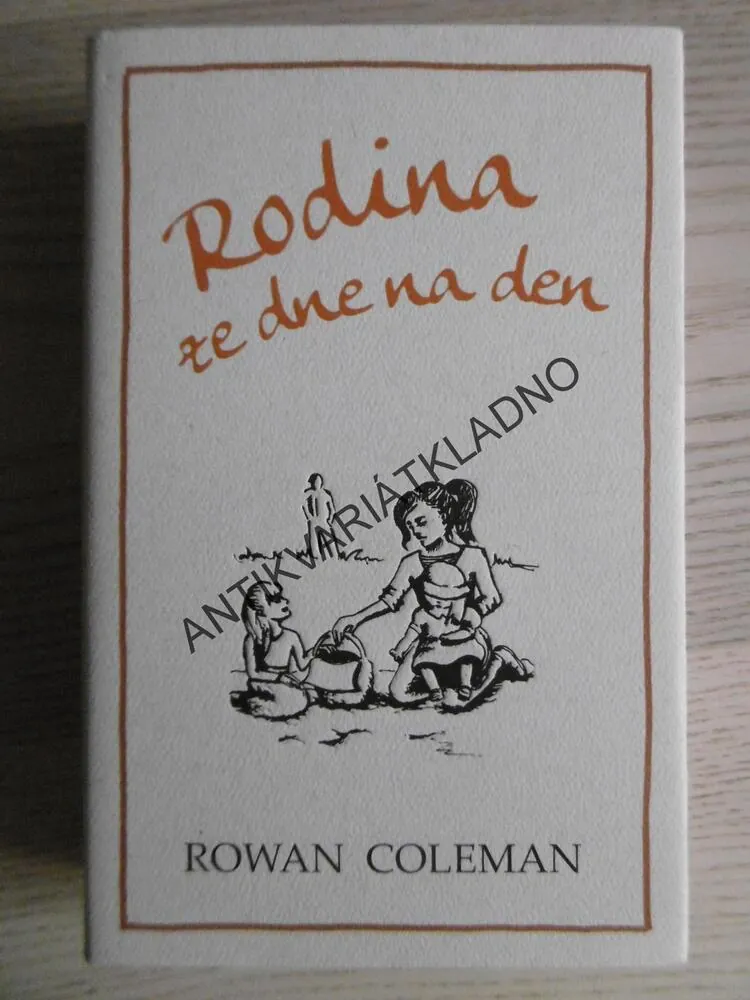 Rodina
ze dne na den
ANTIKVARIÁTKLADNO
ROWAN COLEMAN